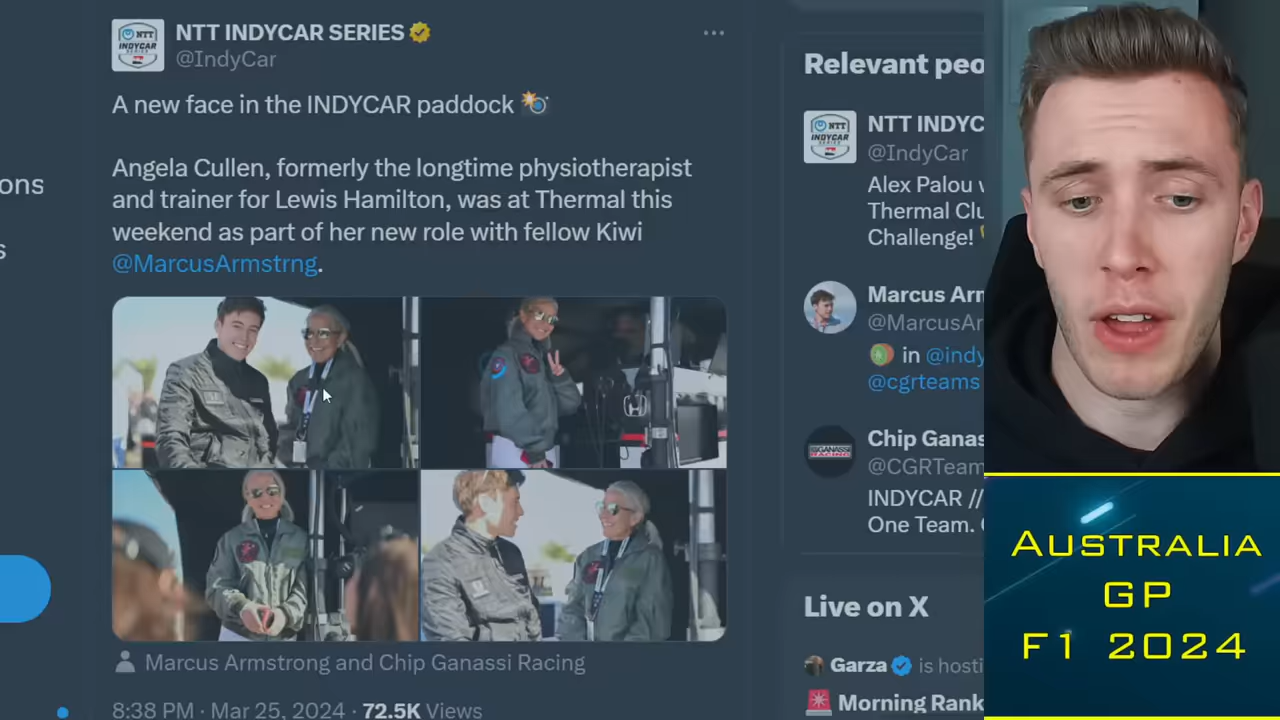 NTT INDYCAR SERIES
@IndyCar
A new face in the INDYCAR paddock
Angela Cullen, formerly the longtime physiotherapist
and trainer for Lewis Hamilton, was at Thermal this
weekend as part of her new role with fellow Kiwi
@MarcusArmstrng.
Marcus Armstrong and Chip Ganassi Racing
8:38 PM · Mar 25, 2024 · 72.5K Views
ons
s
Relevant peo
NTT INDYC
@IndyCar
Alex Palou w
Thermal Clu
Challenge!
Marcus Arm
@MarcusAr
in @indy
@cgrteams
Chip Ganas
@CGRTeam
INDYCAR //
One Team.
Live on X
Garza is hosti
Morning Rank
NTT
INDYCAR
SERIES
AUSTRALIA
GP
F1 2024